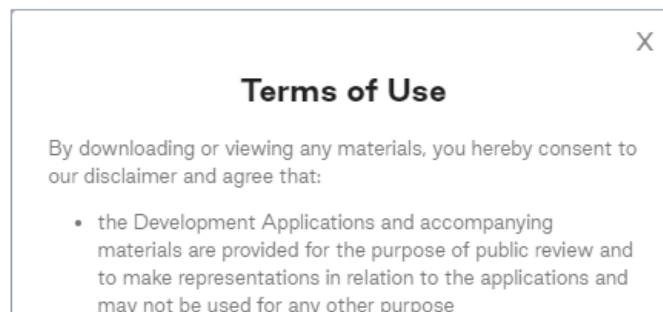 X
Terms of Use
By downloading or viewing any materials, you hereby consent to
our disclaimer and agree that:
• the Development Applications and accompanying
materials are provided for the purpose of public review and
to make representations in relation to the applications and
may not be used for any other purpose